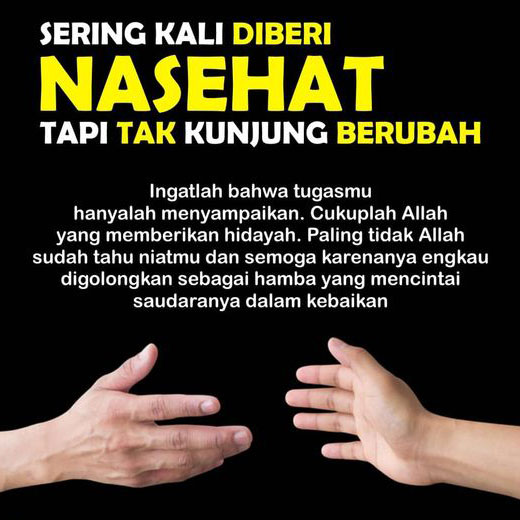 SERING KALI DIBERI
NASEHAT
TAPI TAK KUNJUNG BERUBAH
Ingatlah bahwa tugasmu
hanyalah menyampaikan. Cukuplah Allah
yang memberikan hidayah. Paling tidak Allah
sudah tahu niatmu dan semoga karenanya engkau
digolongkan sebagai hamba yang mencintai
saudaranya dalam kebaikan